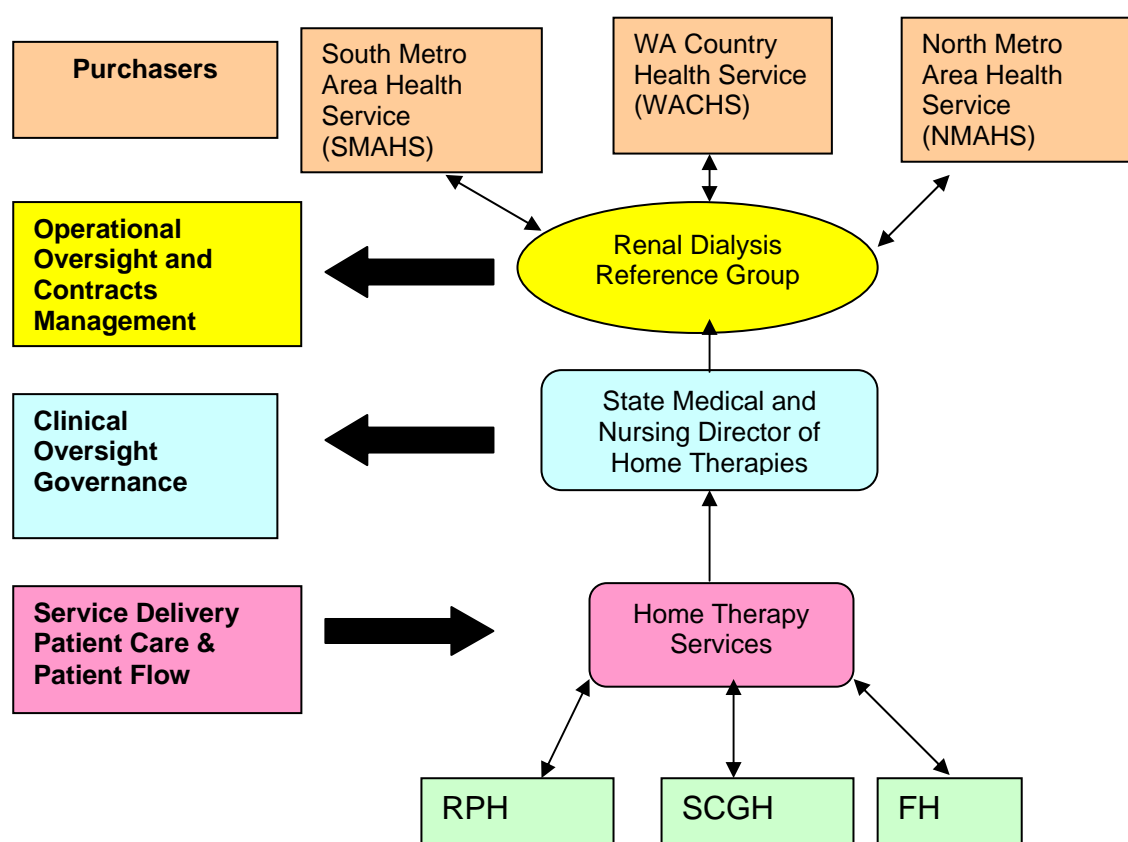 Purchasers
South Metro
Area Health
Service
(SMAHS)
WA Country
Health Service
(WACHS)
North Metro
Area Health
Service
(NMAHS)
Operational
Oversight and
Contracts
Management
Renal Dialysis
Reference Group
Clinical
Oversight
Governance
State Medical and
Nursing Director of
Home Therapies
Service Delivery
Patient Care &
Patient Flow
Home Therapy
Services
RPH
SCGH
FH